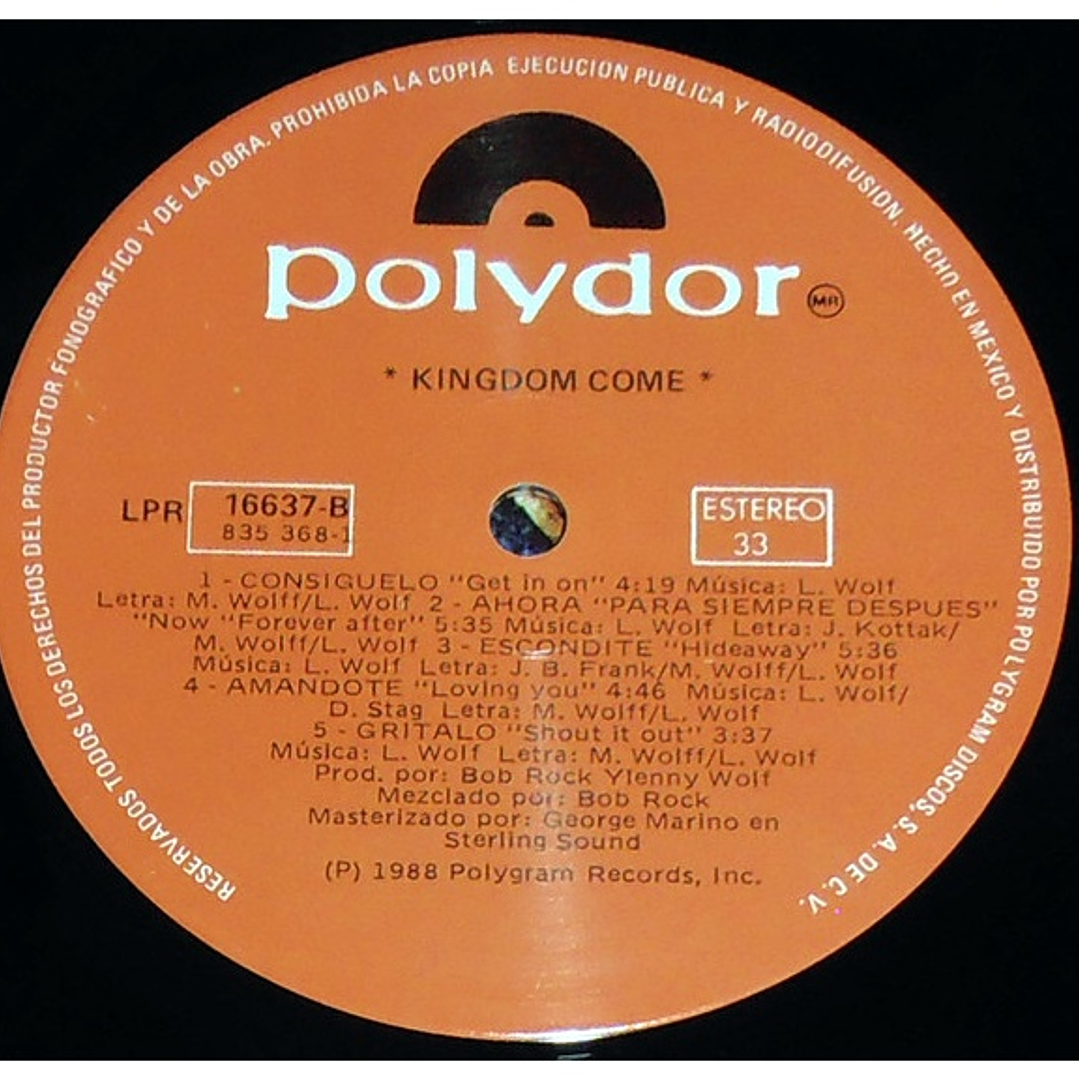 RESERVADOS TODOS LOS DERECHOS DEL PRODUCTOR FONOGRAFICO Y DE LA OBRA. PROHIBIDA LA COPIA EJECUCION PUBLICA Y RADIODIFUSION. HECHO EN MEXICO Y DISTRIBUIDO POR POLYGRAM DISCOS, S. A. DE C. V.
polydor MR
* KINGDOM COME *
LPR 16637-B
835 368-1
ESTEREO
33
1 - CONSIGUELO "Get in on" 4:19 Música: L. Wolf
Letra: M. Wolff/L. Wolf 2 - AHORA "PARA SIEMPRE DESPUES"
"Now "Forever after" 5:35 Música: L. Wolf Letra: J. Kottak/
M. Wolff/L. Wolf 3 - ESCONDITE "Hideaway" 5:36
Música: L. Wolf Letra: J. B. Frank/M. Wolff/L. Wolf
4 - AMANDOTE "Loving you" 4:46 Música: L. Wolf/
D. Stag Letra: M. Wolff/L. Wolf
5 - GRITALO "Shout it out" 3:37
Música: L. Wolf Letra: M. Wolff/L. Wolf
Prod. por: Bob Rock Ylenny Wolf
Mezclado por: Bob Rock
Masterizado por: George Marino en
Sterling Sound
(P) 1988 Polygram Records, Inc.